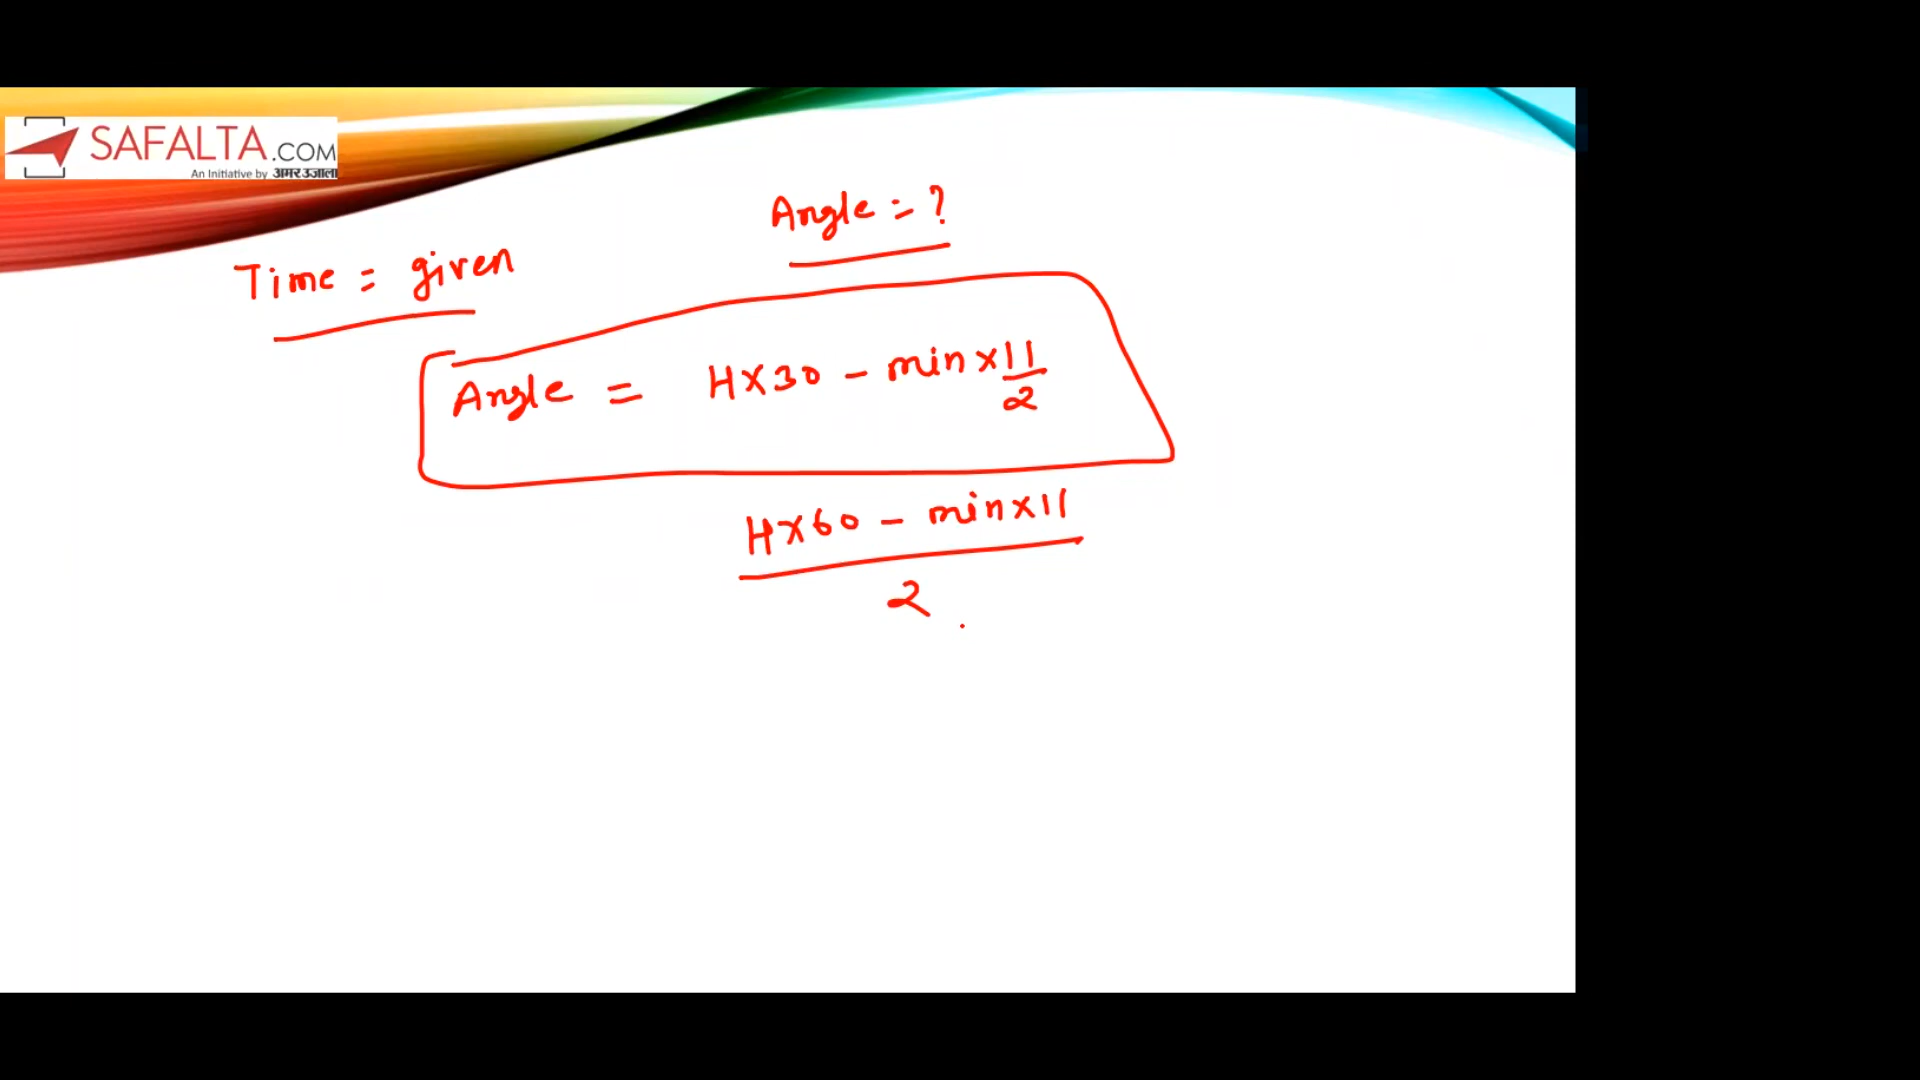 SAFALTA.COM
An Initiative by अमर उजाला
Angle = ?
Time = given
Angle = H×30 - min×11/2
H×60 - min×11
2